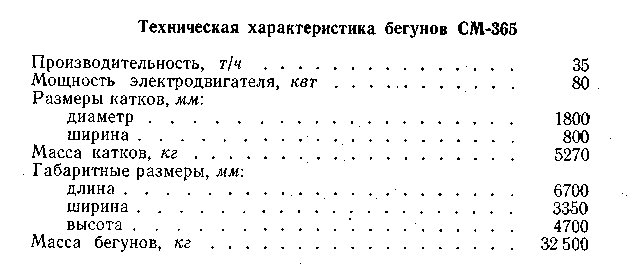 Техническая характеристика бегунов СМ-365
Производительность, т/ч . . . . . . . . . . . . . . . 35
Мощность электродвигателя, квт . . . . . . . . . . . 80
Размеры катков, мм:
диаметр . . . . . . . . . . . . . . . . . . . . 1800
ширина . . . . . . . . . . . . . . . . . . . . 800
Масса катков, кг . . . . . . . . . . . . . . . . . . 5270
Габаритные размеры, мм:
длина . . . . . . . . . . . . . . . . . . . . . 6700
ширина . . . . . . . . . . . . . . . . . . . . 3350
высота . . . . . . . . . . . . . . . . . . . . 4700
Масса бегунов, кг . . . . . . . . . . . . . . . . . 32 500